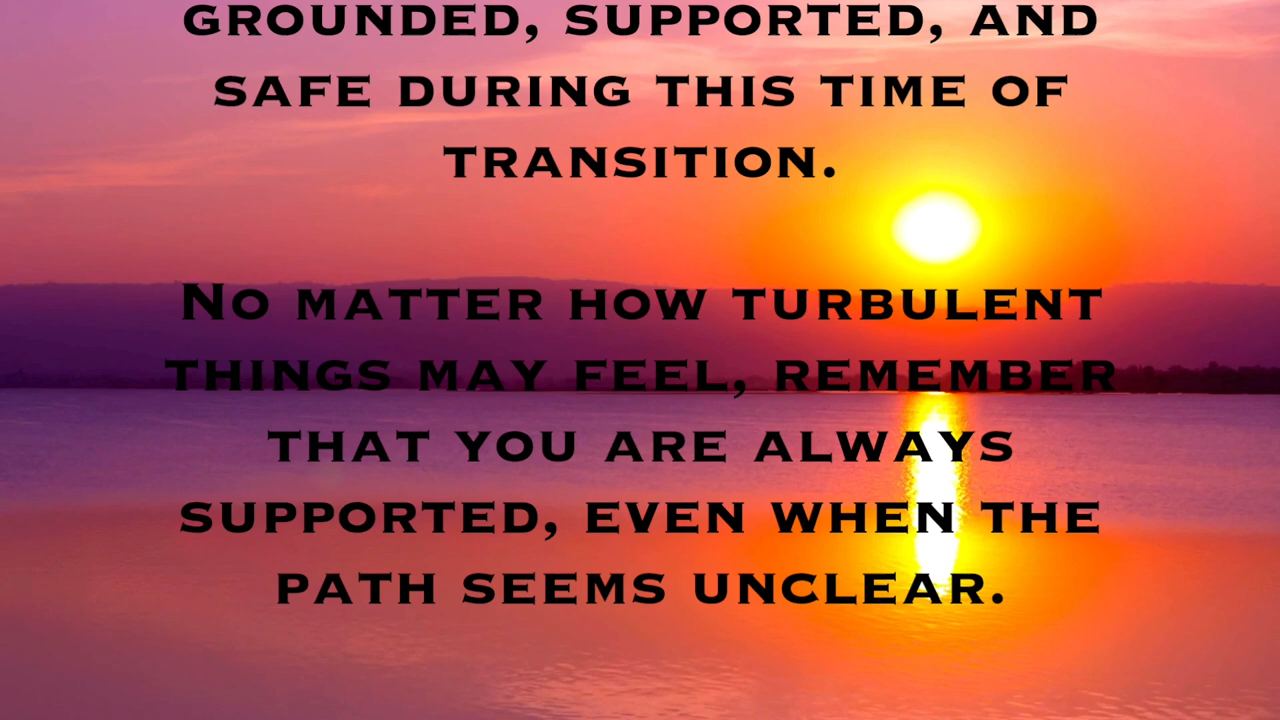 GROUNDED, SUPPORTED, AND
SAFE DURING THIS TIME OF
TRANSITION.
No matter how turbulent
things may feel, remember
that you are always
supported, even when the
path seems unclear.